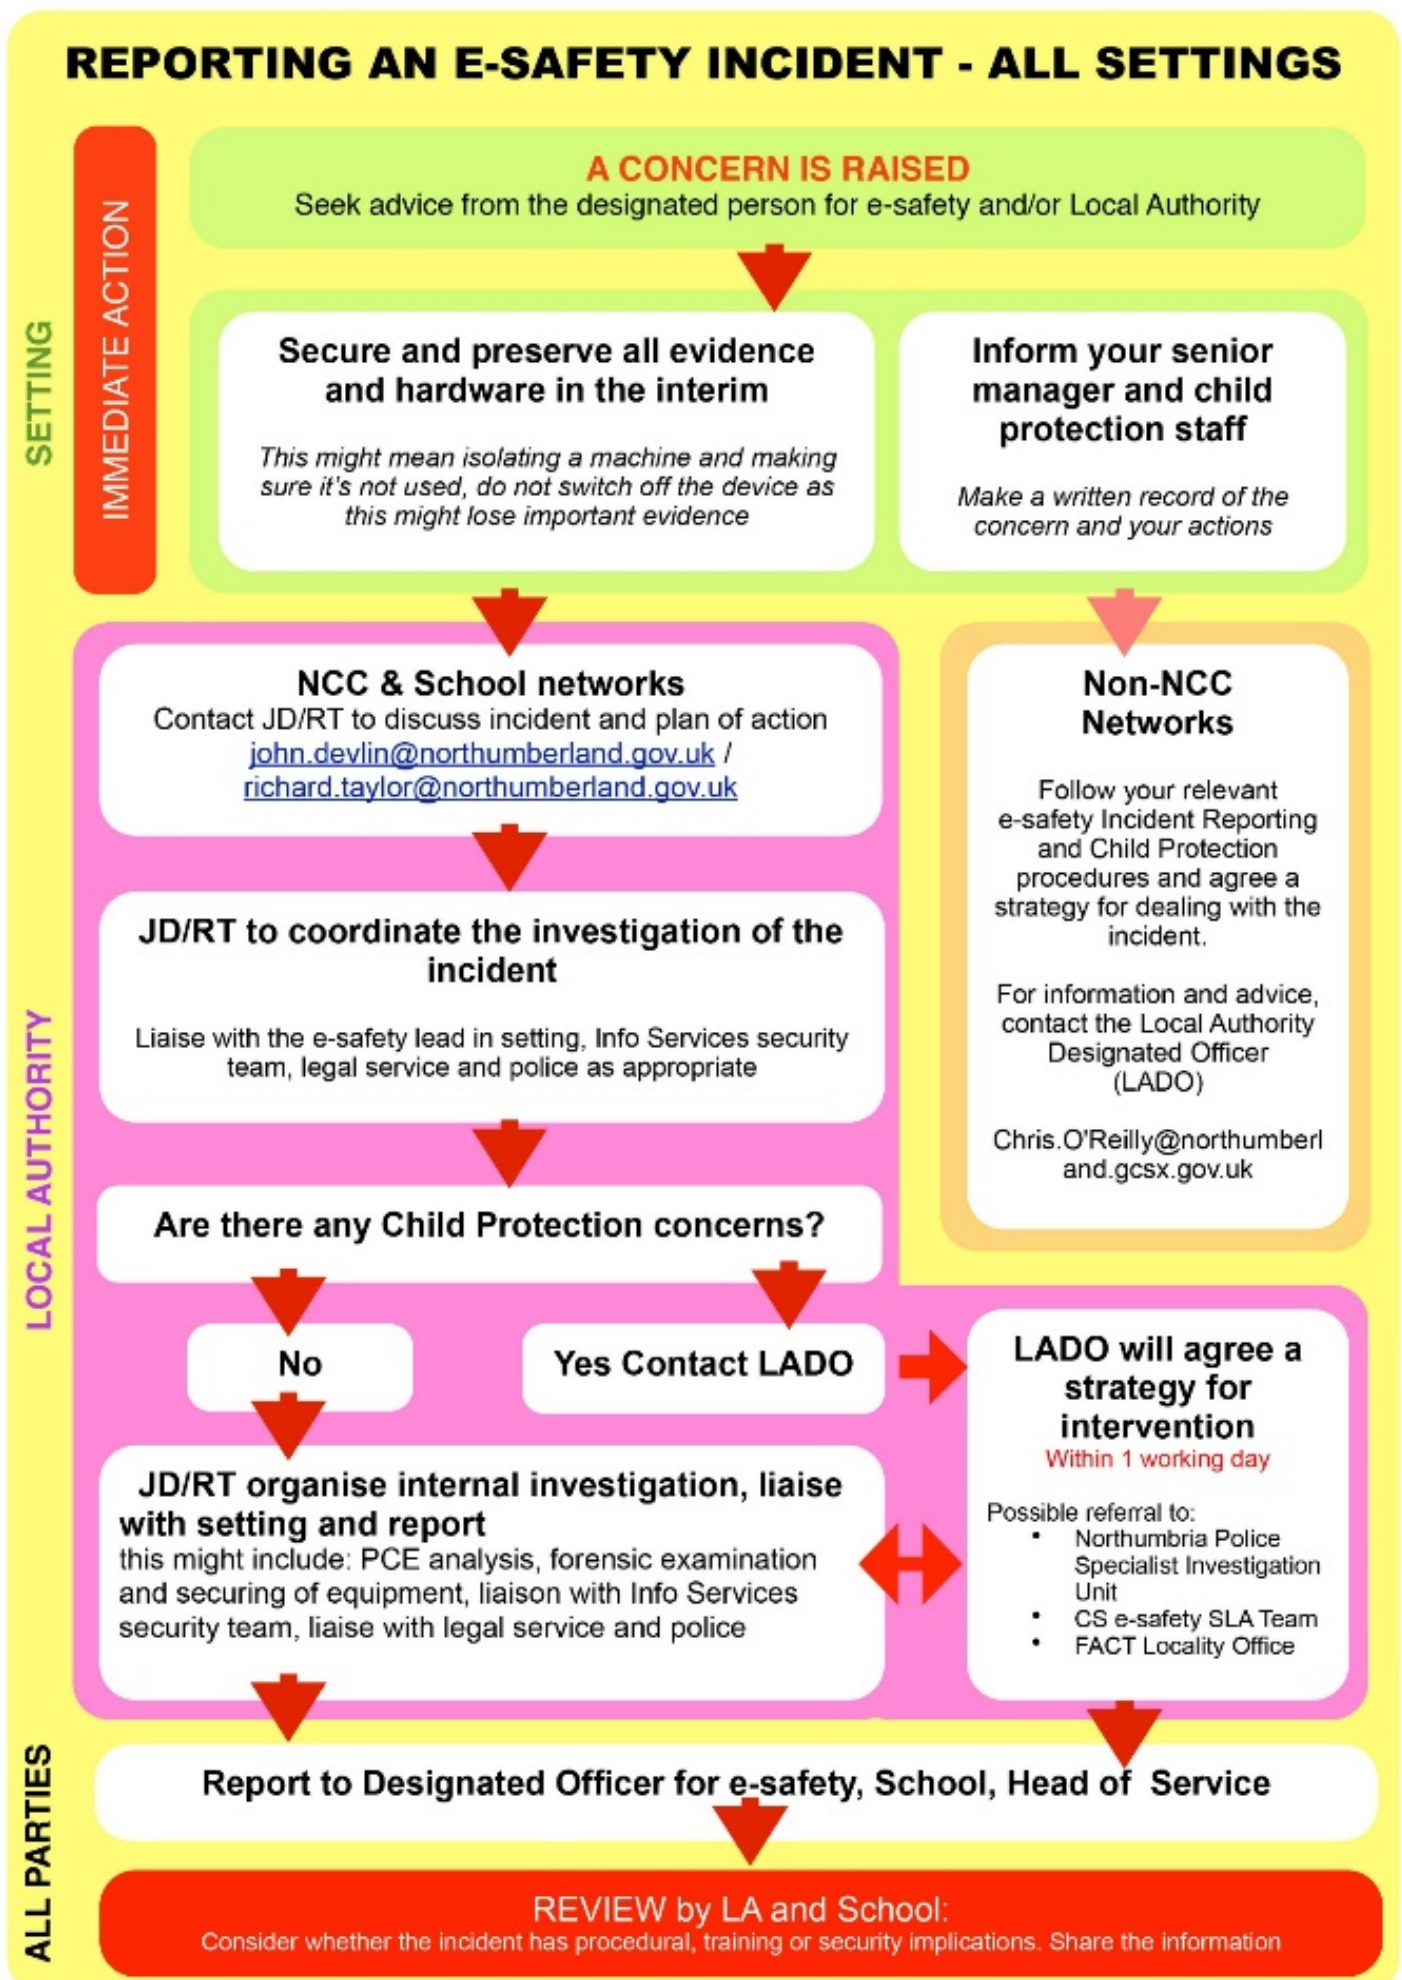 REPORTING AN E-SAFETY INCIDENT - ALL SETTINGS
SETTING
IMMEDIATE ACTION
A CONCERN IS RAISED
Seek advice from the designated person for e-safety and/or Local Authority
Secure and preserve all evidence
and hardware in the interim
This might mean isolating a machine and making
sure it's not used, do not switch off the device as
this might lose important evidence
Inform your senior
manager and child
protection staff
Make a written record of the
concern and your actions
LOCAL AUTHORITY
NCC & School networks
Contact JD/RT to discuss incident and plan of action
john.devlin@northumberland.gov.uk /
richard.taylor@northumberland.gov.uk
JD/RT to coordinate the investigation of the
incident
Liaise with the e-safety lead in setting, Info Services security
team, legal service and police as appropriate
Non-NCC
Networks
Follow your relevant
e-safety Incident Reporting
and Child Protection
procedures and agree a
strategy for dealing with the
incident.
For information and advice,
contact the Local Authority
Designated Officer
(LADO)
Chris.O'Reilly@northumberl
and.gcsx.gov.uk
Are there any Child Protection concerns?
No
Yes Contact LADO
LADO will agree a
strategy for
intervention
Within 1 working day
Possible referral to:
• Northumbria Police
Specialist Investigation
Unit
• CS e-safety SLA Team
• FACT Locality Office
JD/RT organise internal investigation, liaise
with setting and report
this might include: PCE analysis, forensic examination
and securing of equipment, liaison with Info Services
security team, liaise with legal service and police
ALL PARTIES
Report to Designated Officer for e-safety, School, Head of Service
REVIEW by LA and School:
Consider whether the incident has procedural, training or security implications. Share the information